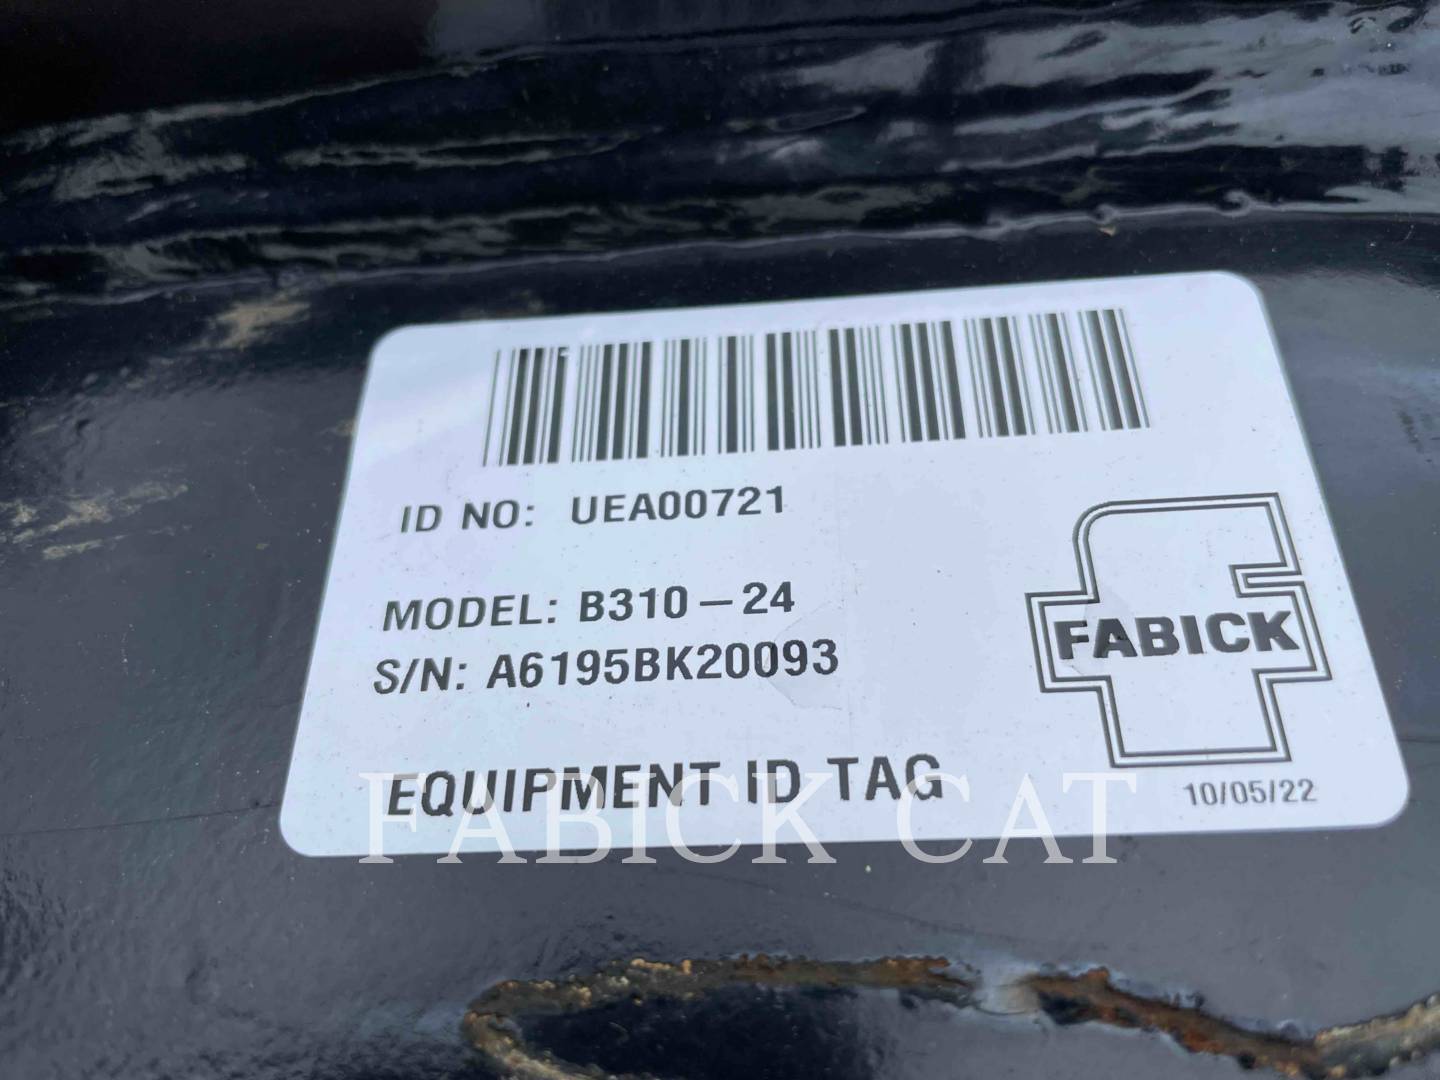 ID NO: UEA00721
MODEL: B310-24
S/N: A6195BK20093
FABICK
EQUIPMENT ID TAG
10/05/22
FABICK CAT